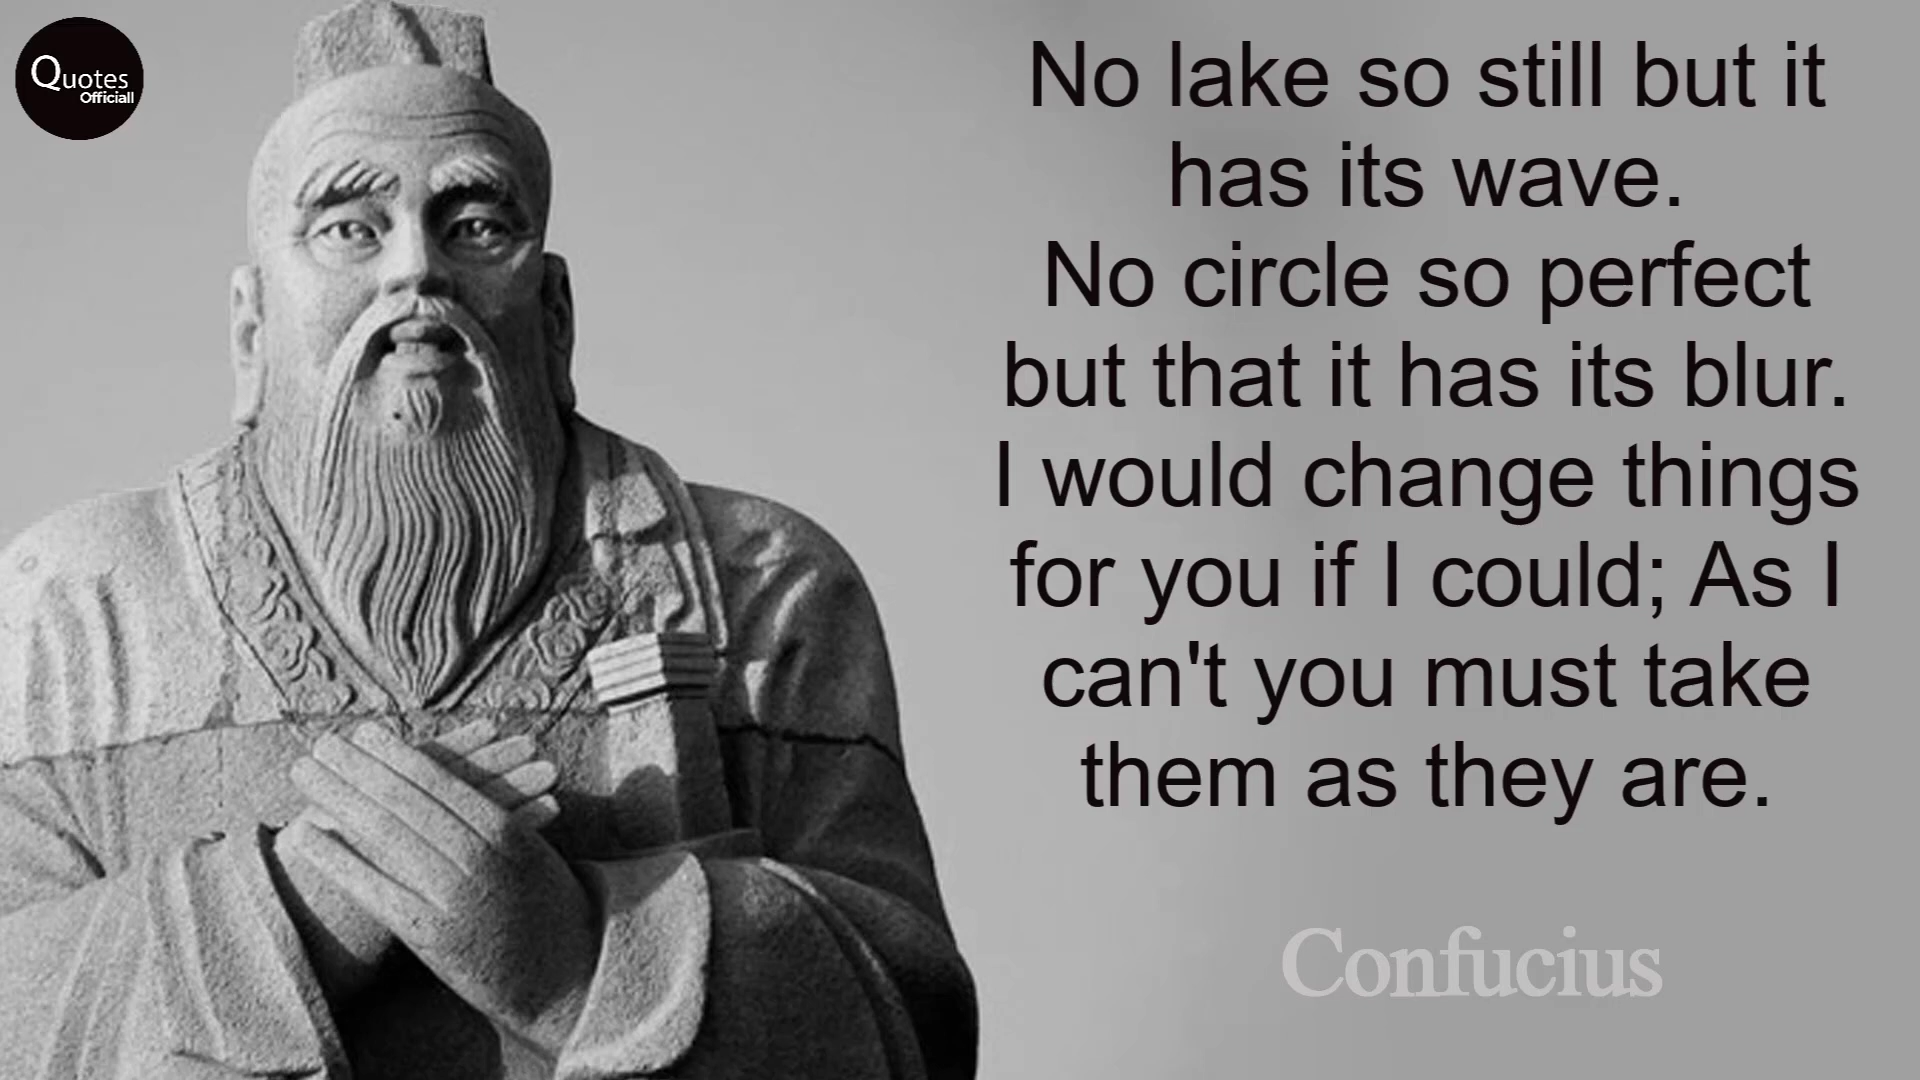 Quotes
Officiall
No lake so still but it
has its wave.
No circle so perfect
but that it has its blur.
I would change things
for you if I could; As I
can't you must take
them as they are.
Confucius